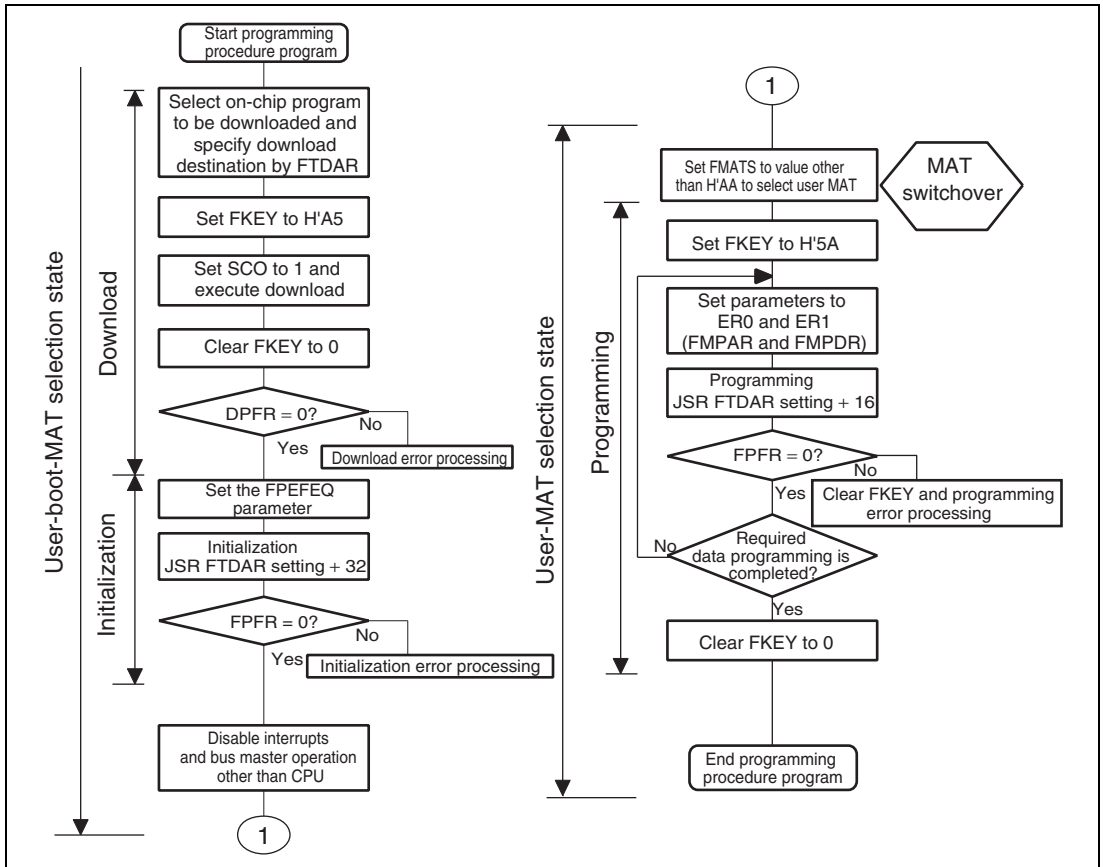 Start programming
procedure program
User-boot-MAT selection state
Download
Select on-chip program
to be downloaded and
specify download
destination by FTDAR
Set FKEY to H'A5
Set SCO to 1 and
execute download
Clear FKEY to 0
DPFR = 0?
No
Yes
Download error processing
Initialization
Set the FPEFEQ
parameter
Initialization
JSR FTDAR setting + 32
FPFR = 0?
No
Yes
Initialization error processing
Disable interrupts
and bus master operation
other than CPU
1
1
User-MAT selection state
Set FMATS to value other
than H'AA to select user MAT
MAT
switchover
Programming
Set FKEY to H'5A
Set parameters to
ER0 and ER1
(FMPAR and FMPDR)
Programming
JSR FTDAR setting + 16
FPFR = 0?
No
Yes
Clear FKEY and programming
error processing
No
Required
data programming is
completed?
Yes
Clear FKEY to 0
End programming
procedure program